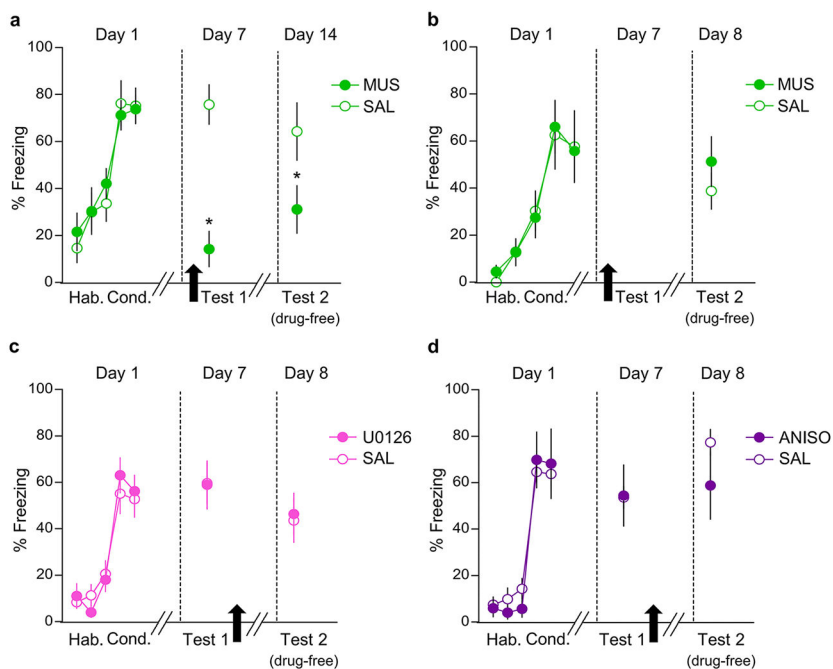 a
Day 1 Day 7 Day 14
100
80
60
40
20
0
% Freezing
MUS
SAL
*
*
Hab. Cond. Test 1 Test 2
(drug-free)
b
Day 1 Day 7 Day 8
100
80
60
40
20
0
% Freezing
MUS
SAL
Hab. Cond. Test 1 Test 2
(drug-free)
c
Day 1 Day 7 Day 8
100
80
60
40
20
0
% Freezing
U0126
SAL
Hab. Cond. Test 1 Test 2
(drug-free)
d
Day 1 Day 7 Day 8
100
80
60
40
20
0
% Freezing
ANISO
SAL
Hab. Cond. Test 1 Test 2
(drug-free)